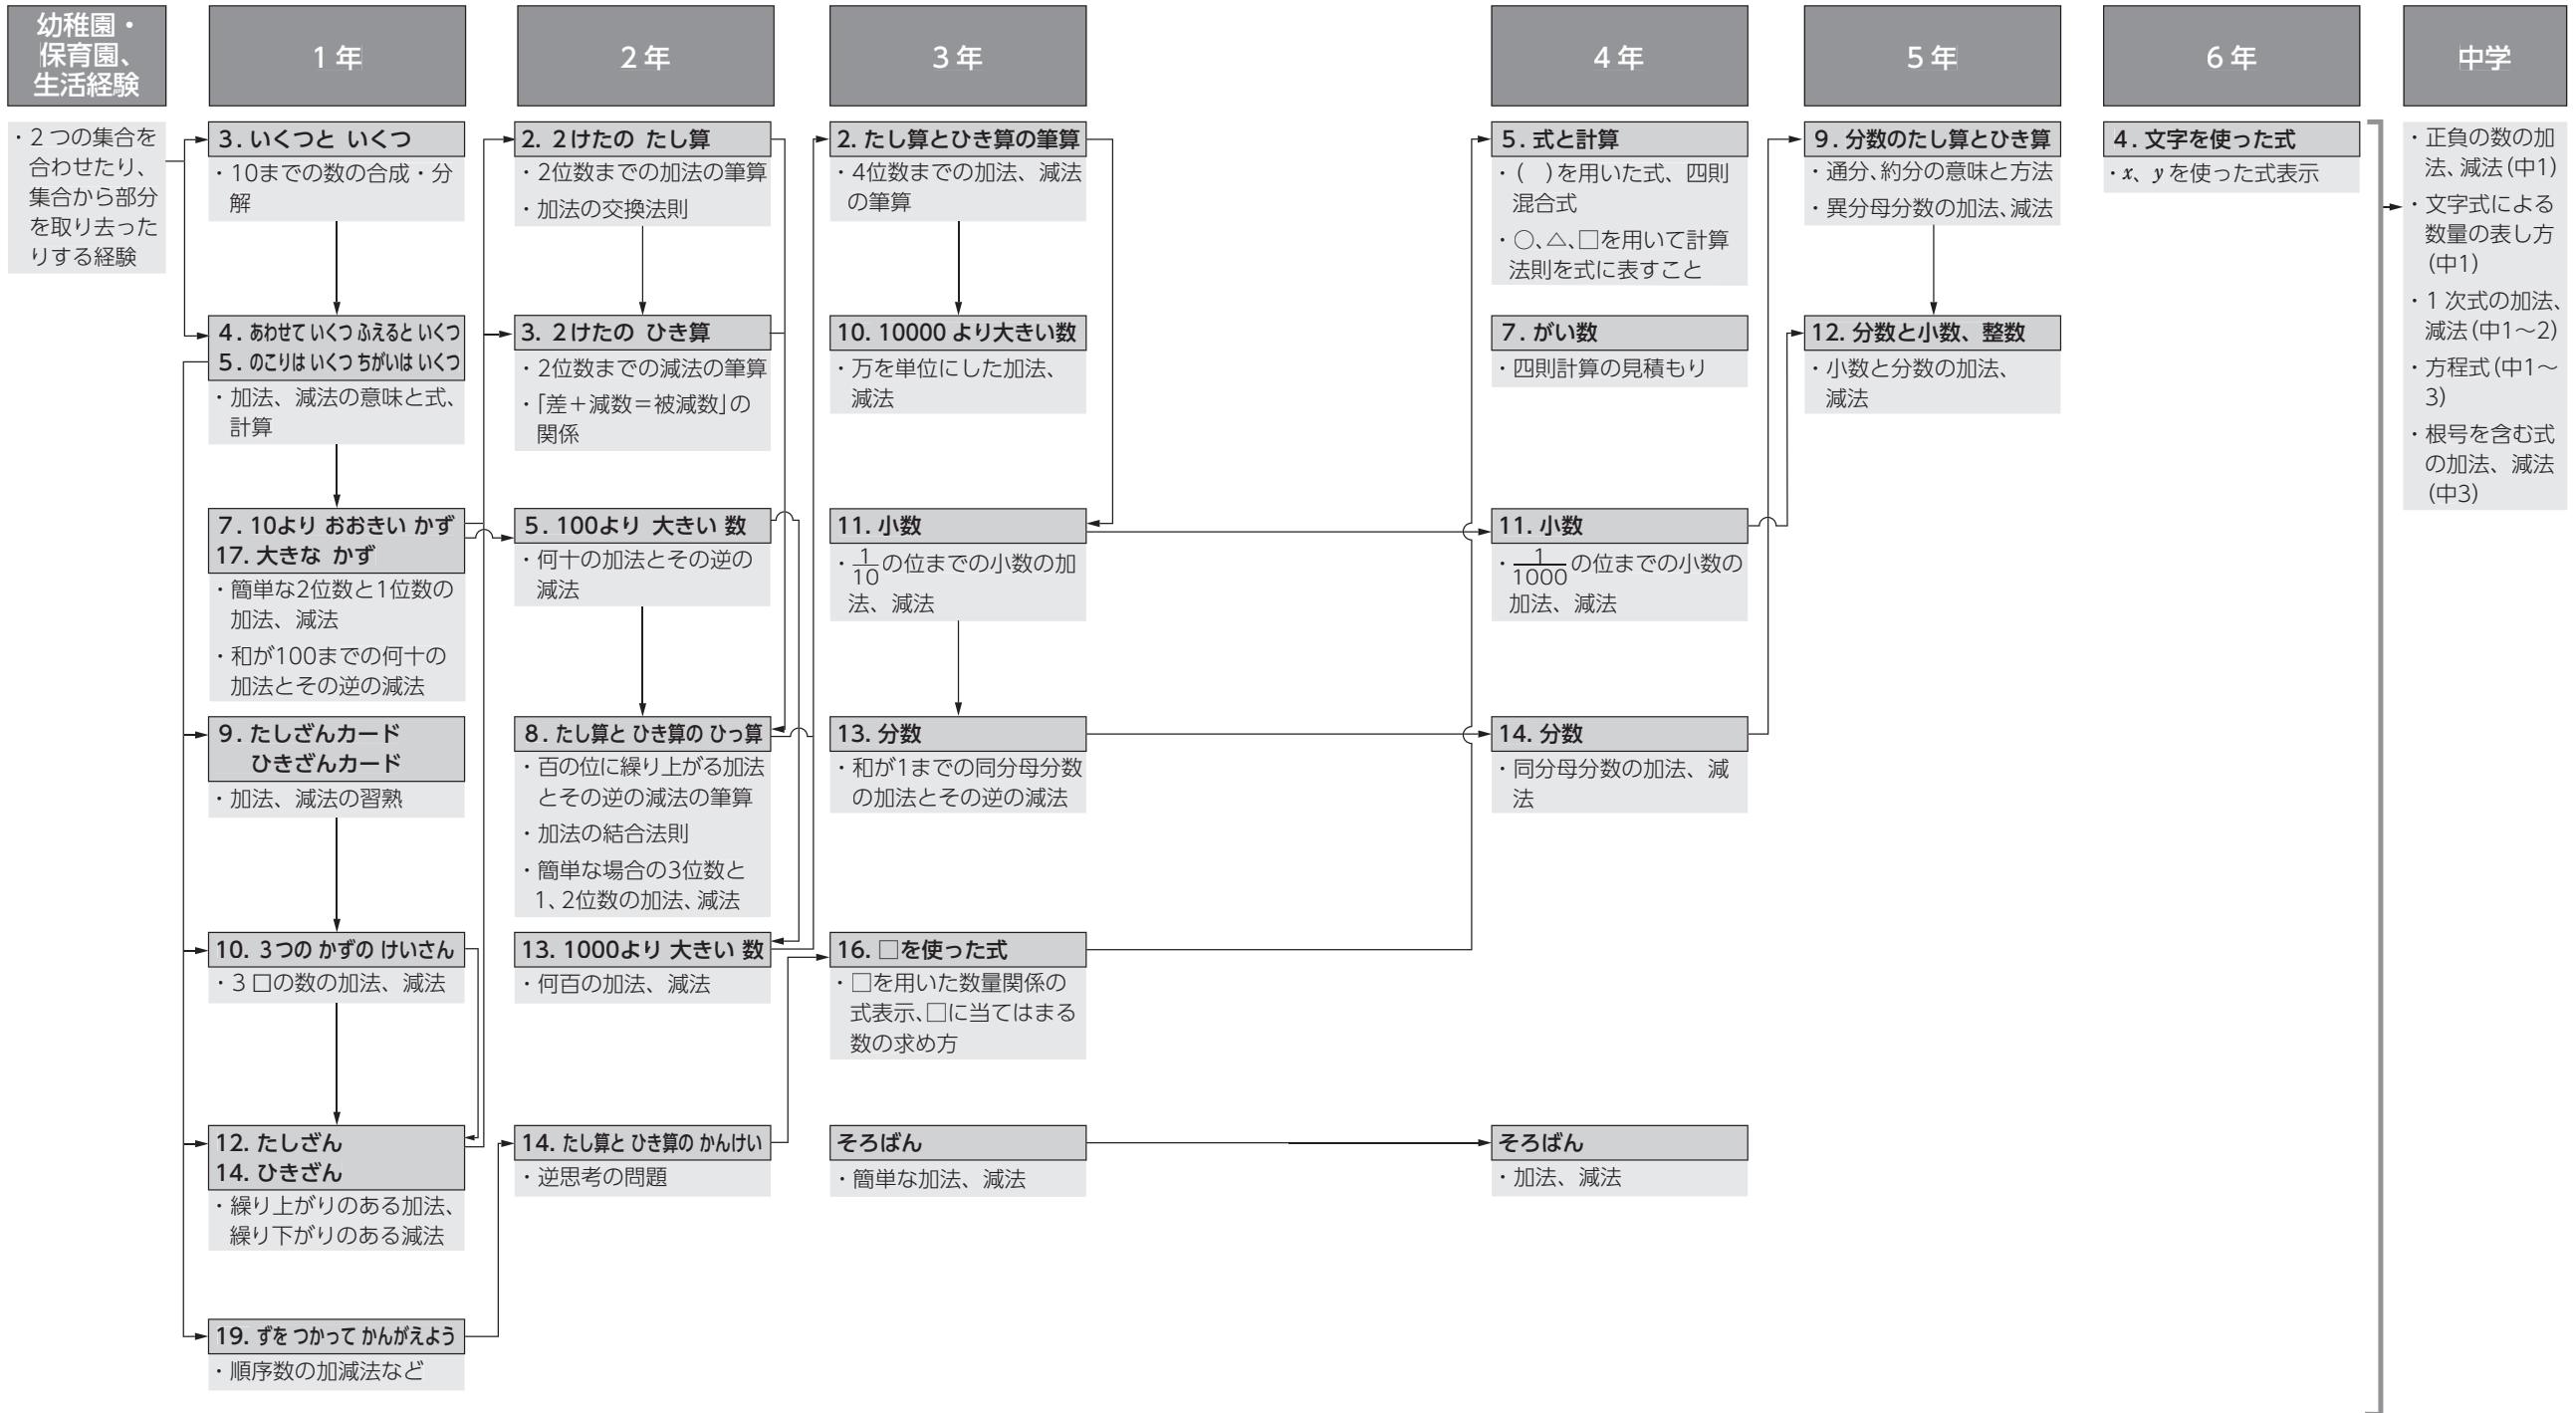 幼稚園・
保育園、
生活経験
1 年
2 年
3 年
4 年
5 年
6 年
中学
・2 つの集合を
合わせたり、
集合から部分
を取り去った
りする経験
3. いくつと いくつ
・10までの数の合成・分
解
4. あわせて いくつ ふえると いくつ
5. のこりは いくつ ちがいは いくつ
・加法、減法の意味と式、
計算
7. 10より おおきい かず
17. 大きな かず
・簡単な2位数と1位数の
加法、減法
・和が100までの何十の
加法とその逆の減法
9. たしざんカード
ひきざんカード
・加法、減法の習熟
10. 3つの かずの けいさん
・3 口の数の加法、減法
12. たしざん
14. ひきざん
・繰り上がりのある加法、
繰り下がりのある減法
19. ずを つかって かんがえよう
・順序数の加減法など
2. 2けたの たし算
・2位数までの加法の筆算
・加法の交換法則
3. 2けたの ひき算
・2位数までの減法の筆算
・「差＋減数＝被減数」の
関係
5. 100より 大きい 数
・何十の加法とその逆の
減法
8. たし算と ひき算の ひっ算
・百の位に繰り上がる加法
とその逆の減法の筆算
・加法の結合法則
・簡単な場合の3位数と
1、2位数の加法、減法
13. 1000より 大きい 数
・何百の加法、減法
14. たし算と ひき算の かんけい
・逆思考の問題
2. たし算とひき算の筆算
・4位数までの加法、減法
の筆算
10. 10000 より大きい数
・万を単位にした加法、
減法
11. 小数
・1/10の位までの小数の加
法、減法
13. 分数
・和が1までの同分母分数
の加法とその逆の減法
16. □を使った式
・□を用いた数量関係の
式表示、□に当てはまる
数の求め方
そろばん
・簡単な加法、減法
5. 式と計算
・( )を用いた式、四則
混合式
・○、△、□を用いて計算
法則を式に表すこと
7. がい数
・四則計算の見積もり
11. 小数
・1/1000の位までの小数の
加法、減法
14. 分数
・同分母分数の加法、減
法
そろばん
・加法、減法
9. 分数のたし算とひき算
・通分、約分の意味と方法
・異分母分数の加法、減法
12. 分数と小数、整数
・小数と分数の加法、
減法
4. 文字を使った式
・x、y を使った式表示
・正負の数の加
法、減法(中1)
・文字式による
数量の表し方
(中1)
・1 次式の加法、
減法(中1〜2)
・方程式(中1〜
3)
・根号を含む式
の加法、減法
(中3)